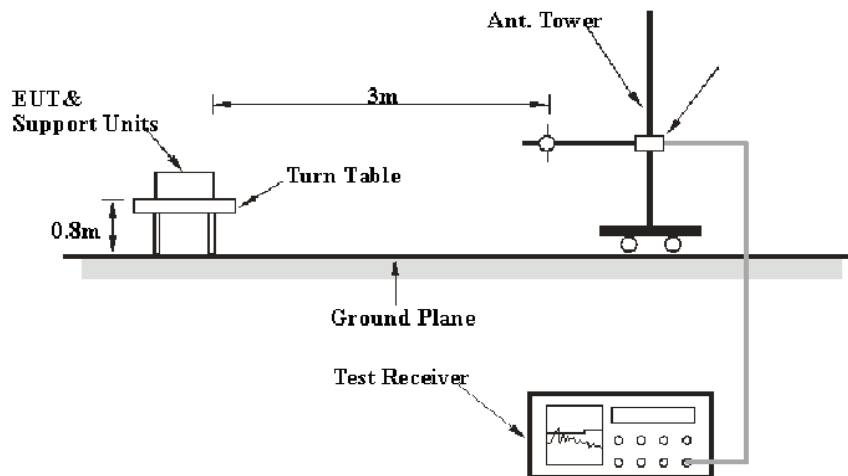 Ant. Tower
3m
EUT&
Support Units
Turn Table
0.8m
Ground Plane
Test Receiver